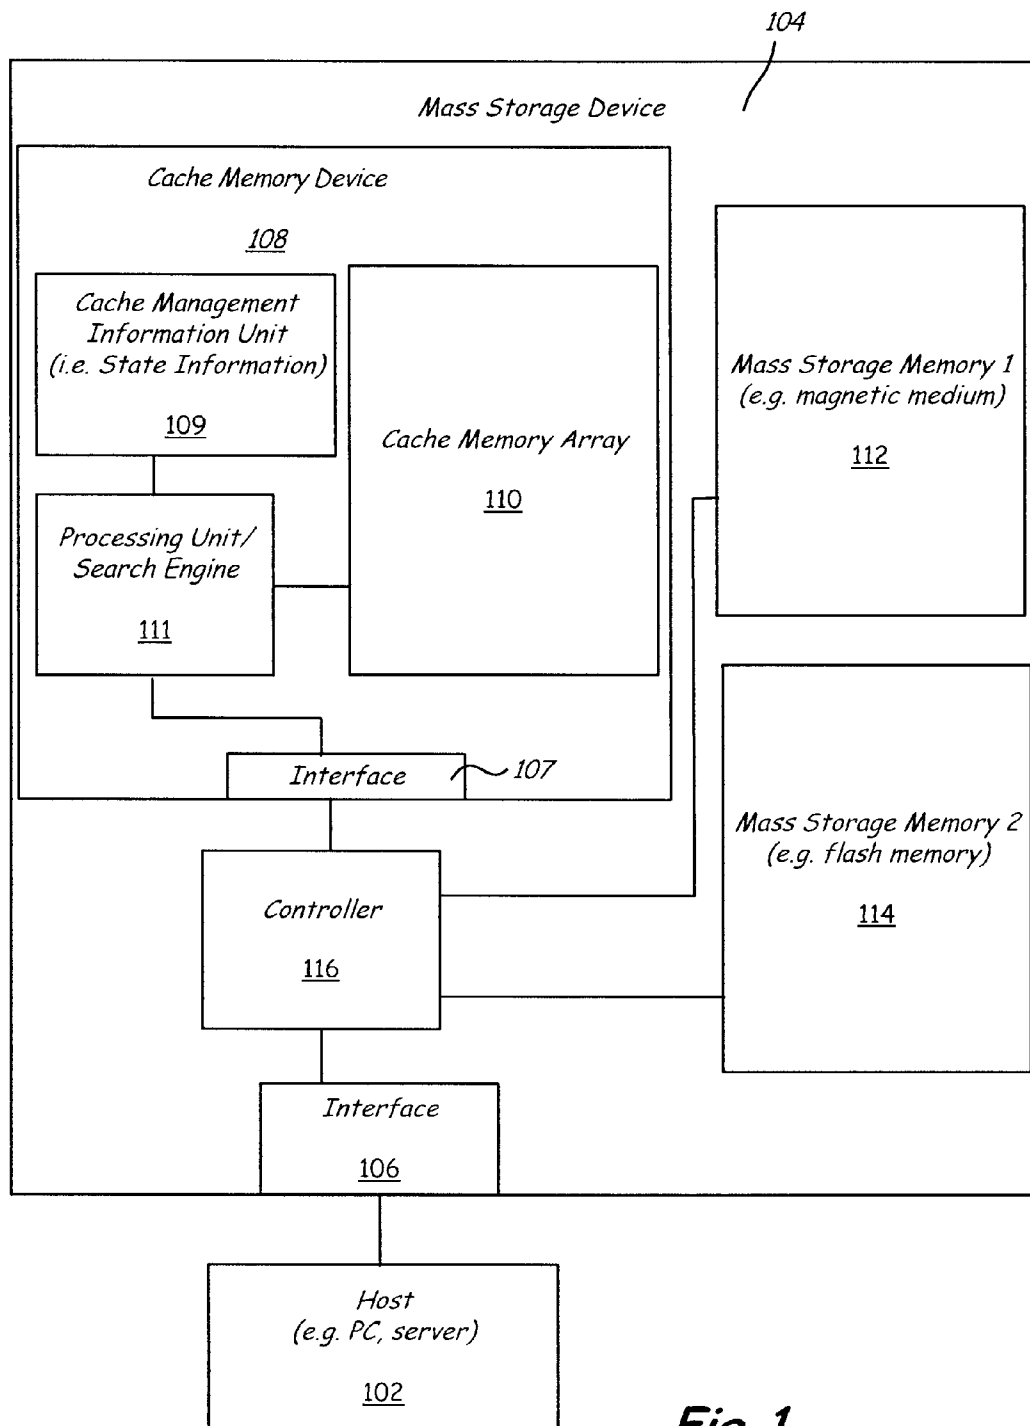 104
Mass Storage Device
Cache Memory Device
108
Cache Management
Information Unit
(i.e. State Information)
109
Cache Memory Array
110
Processing Unit/
Search Engine
111
Mass Storage Memory 1
(e.g. magnetic medium)
112
Interface
107
Mass Storage Memory 2
(e.g. flash memory)
114
Controller
116
Interface
106
Host
(e.g. PC, server)
102
Fig. 1